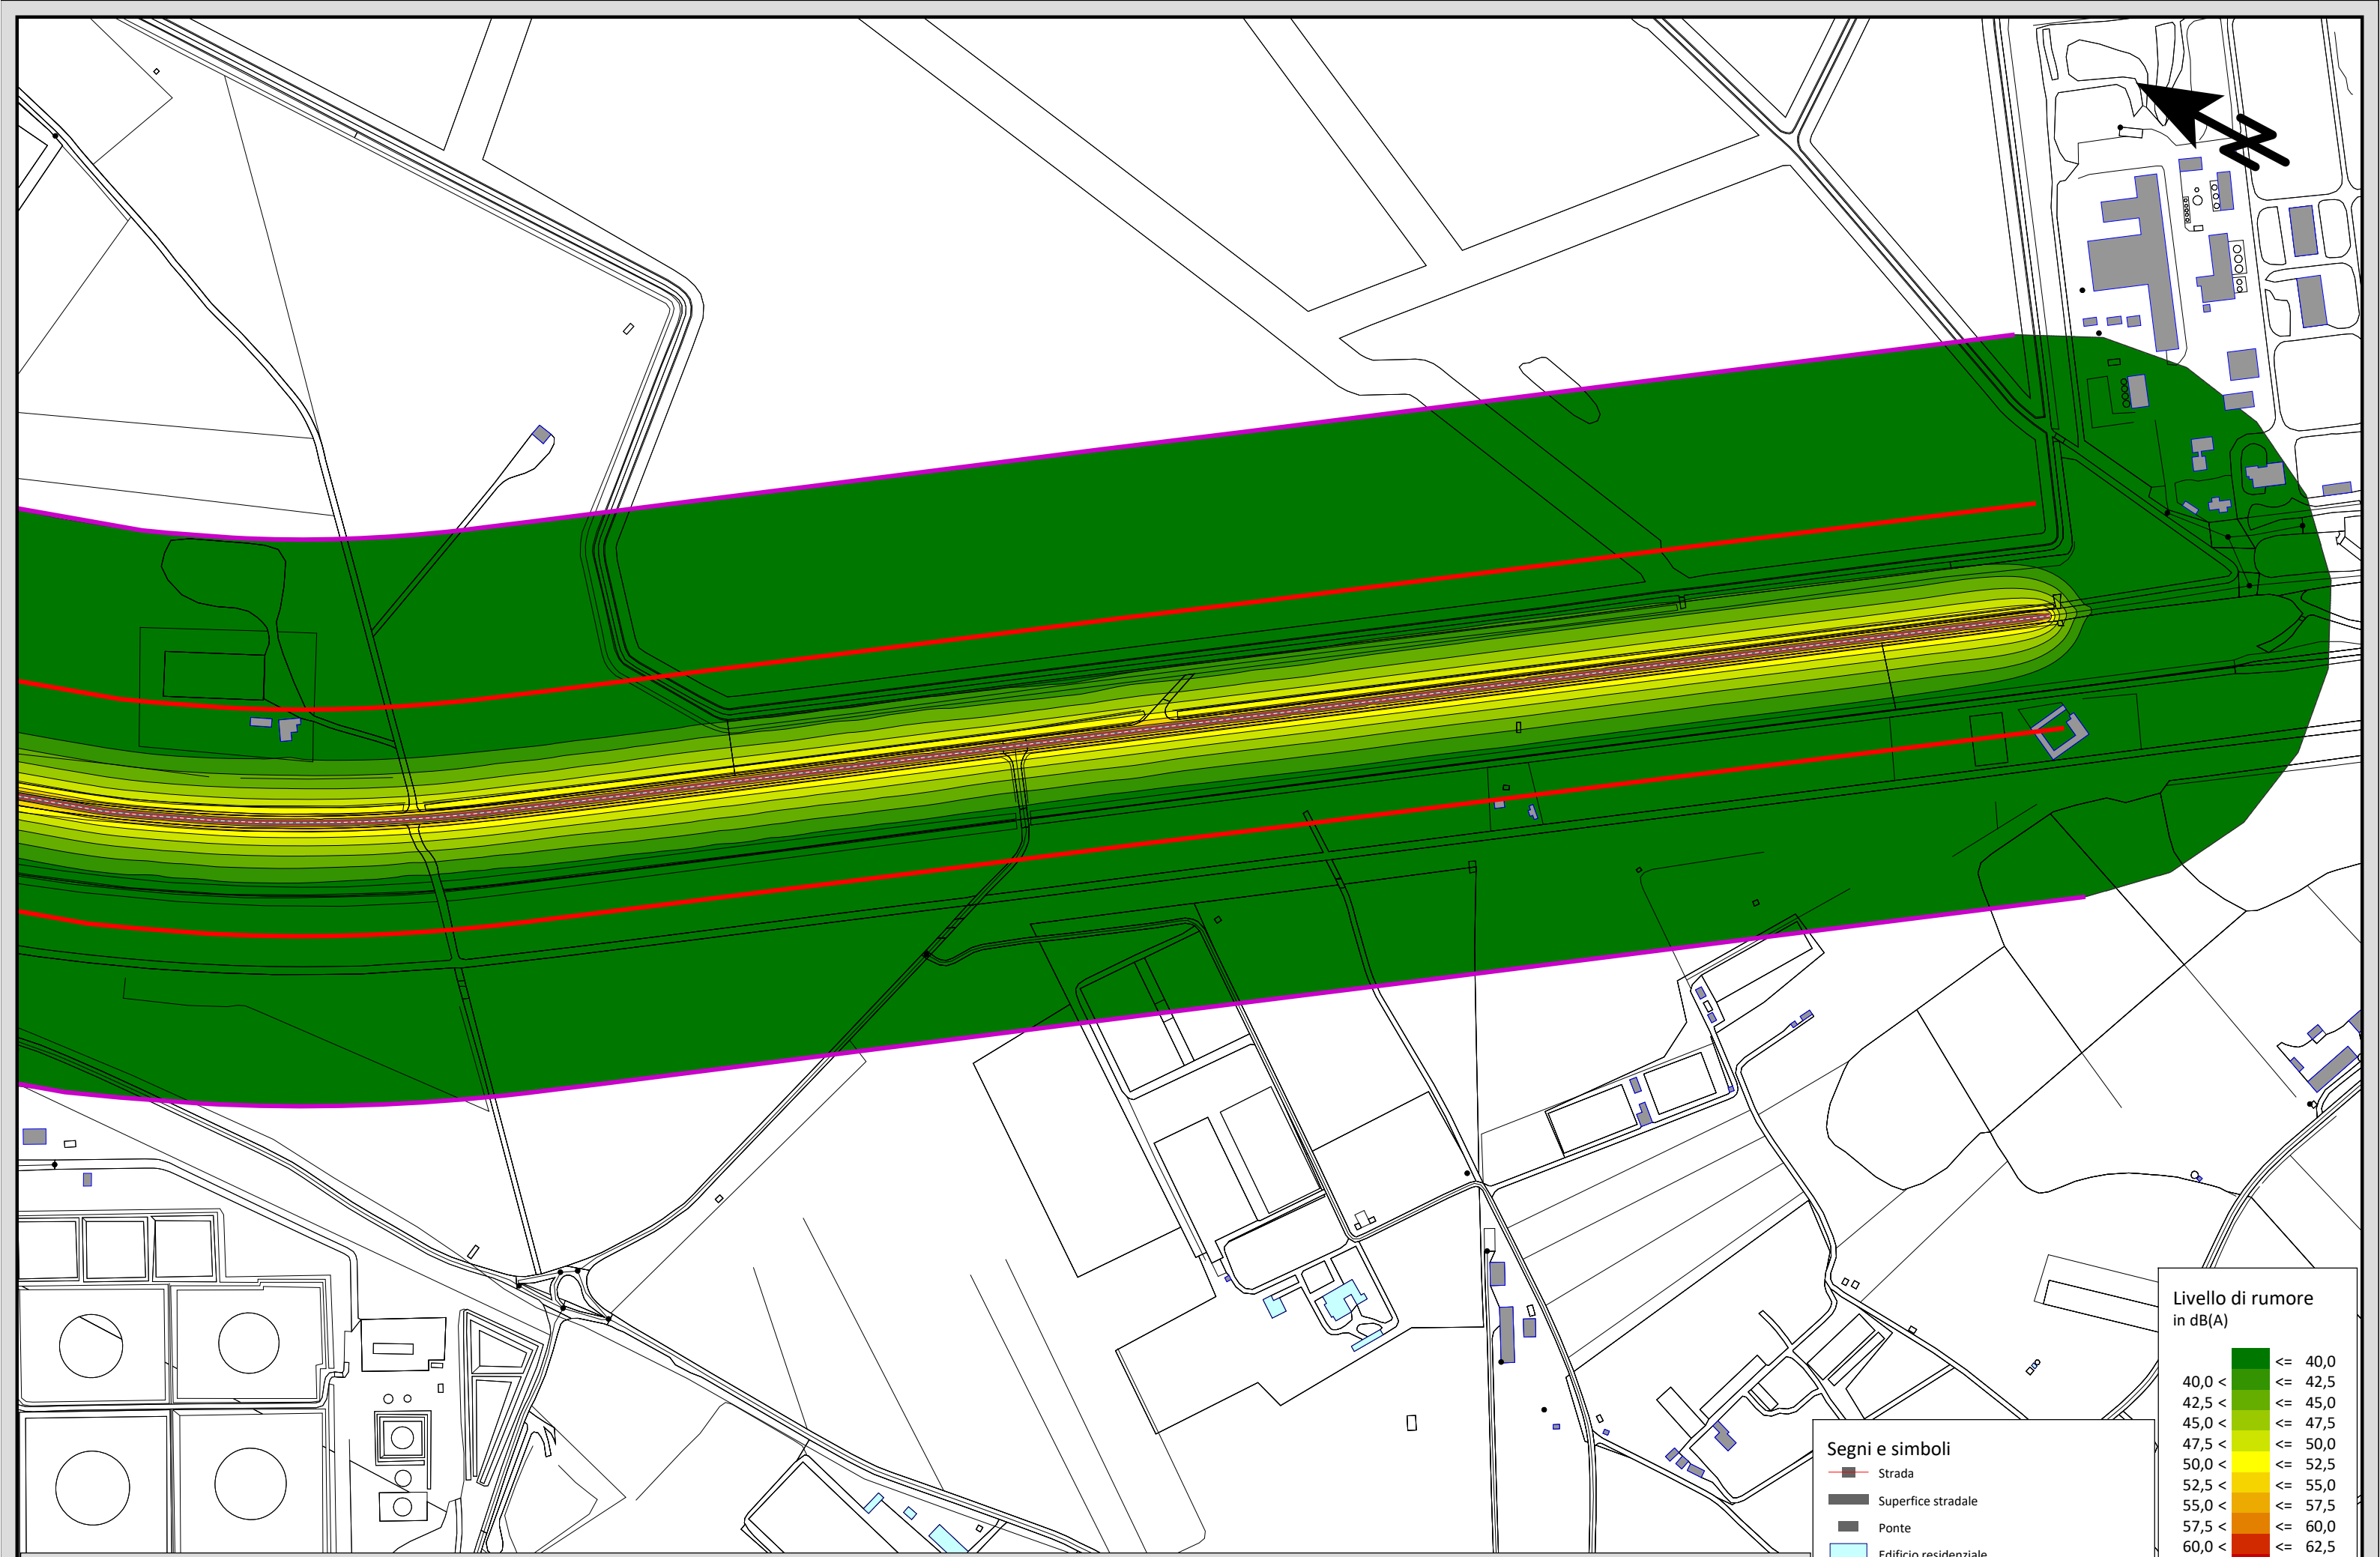 Livello di rumore
in dB(A)
<= 40,0
40,0 < <= 42,5
42,5 < <= 45,0
45,0 < <= 47,5
47,5 < <= 50,0
50,0 < <= 52,5
52,5 < <= 55,0
55,0 < <= 57,5
57,5 < <= 60,0
60,0 < <= 62,5
Segni e simboli
Strada
Superfice stradale
Ponte
Edificio residenziale